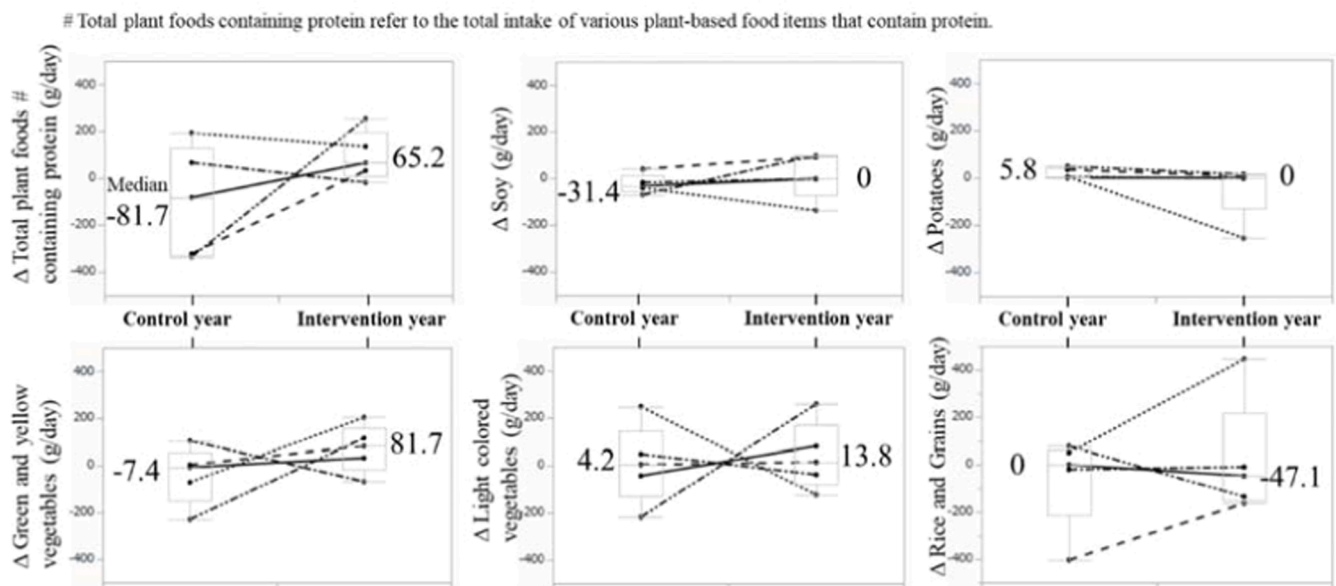 # Total plant foods containing protein refer to the total intake of various plant-based food items that contain protein.
Δ Total plant foods #
containing protein (g/day)
400
200
0
-200
-400
Median
-81.7
65.2
Δ Soy (g/day)
400
200
0
-200
-400
-31.4
0
Δ Potatoes (g/day)
400
200
0
-200
-400
5.8
0
Control year
Intervention year
Control year
Intervention year
Control year
Intervention year
Δ Green and yellow
vegetables (g/day)
400
200
0
-200
-400
-7.4
81.7
Δ Light colored
vegetables (g/day)
400
200
0
-200
-400
4.2
13.8
Δ Rice and Grains (g/day)
400
200
0
-200
-400
0
-47.1